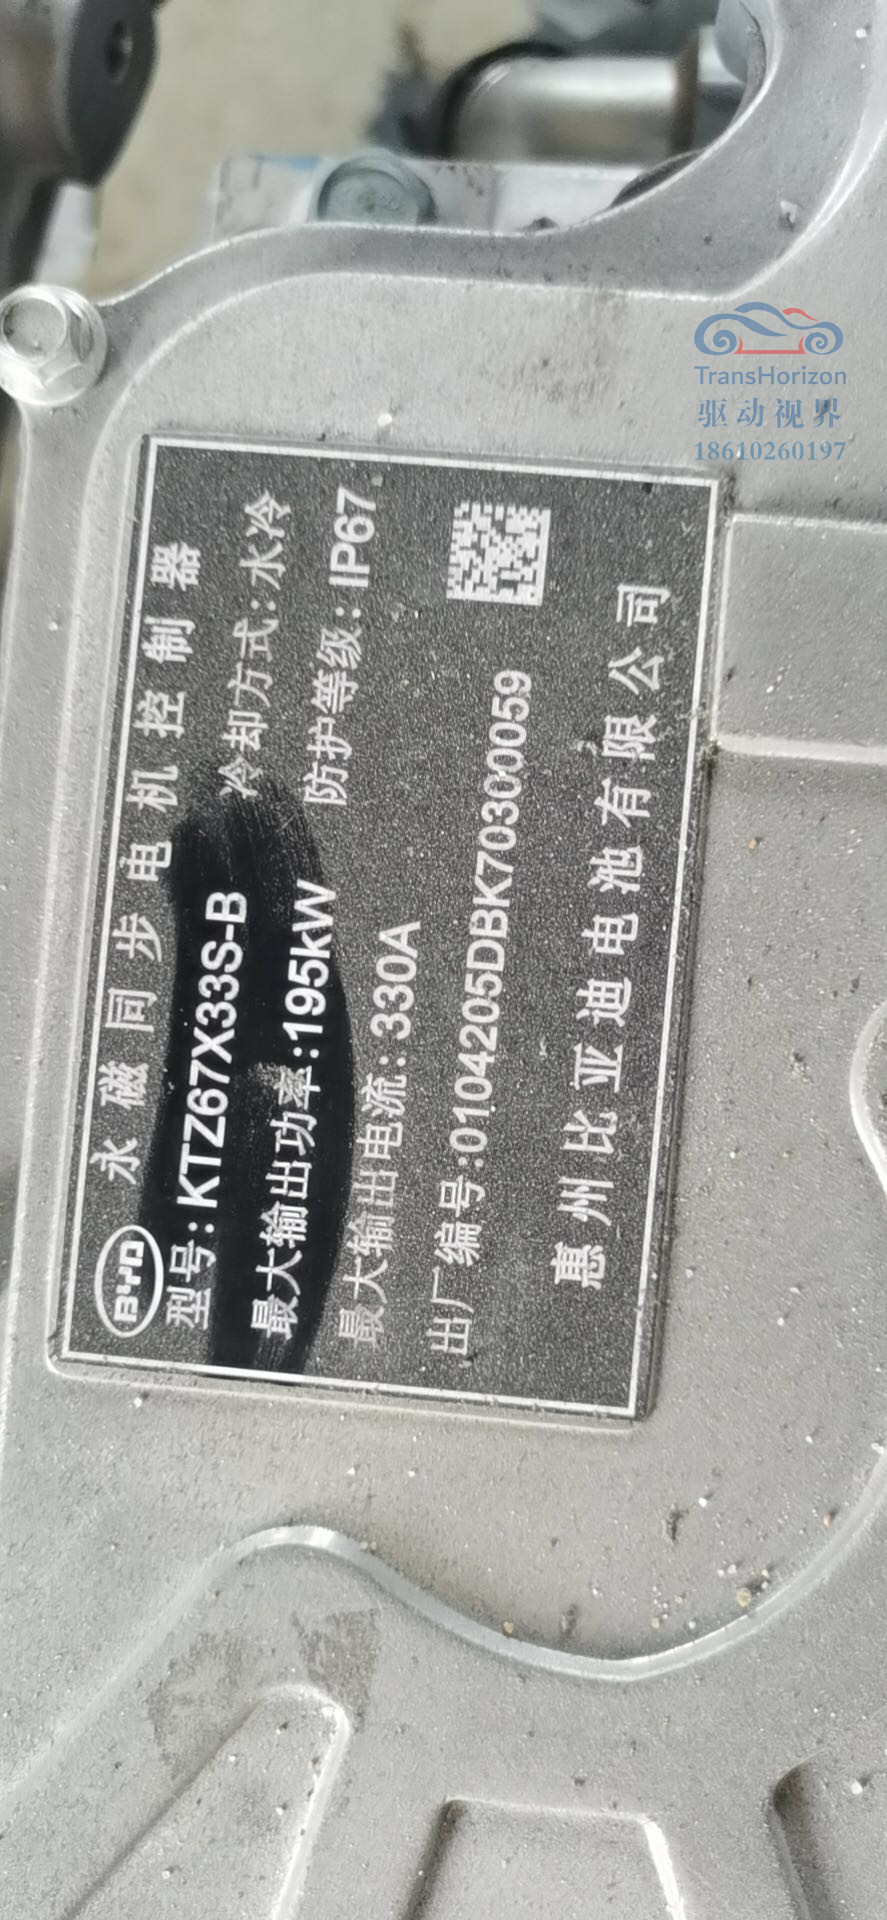 TransHorizon
驱动视界
18610260197
BYD 永磁同步电机控制器
型号:KTZ67X33S-B 冷却方式:水冷
最大输出功率:195kW 防护等级:IP67
最大输出电流:330A
出厂编号:0104205DBK70300059
惠州比亚迪电池有限公司